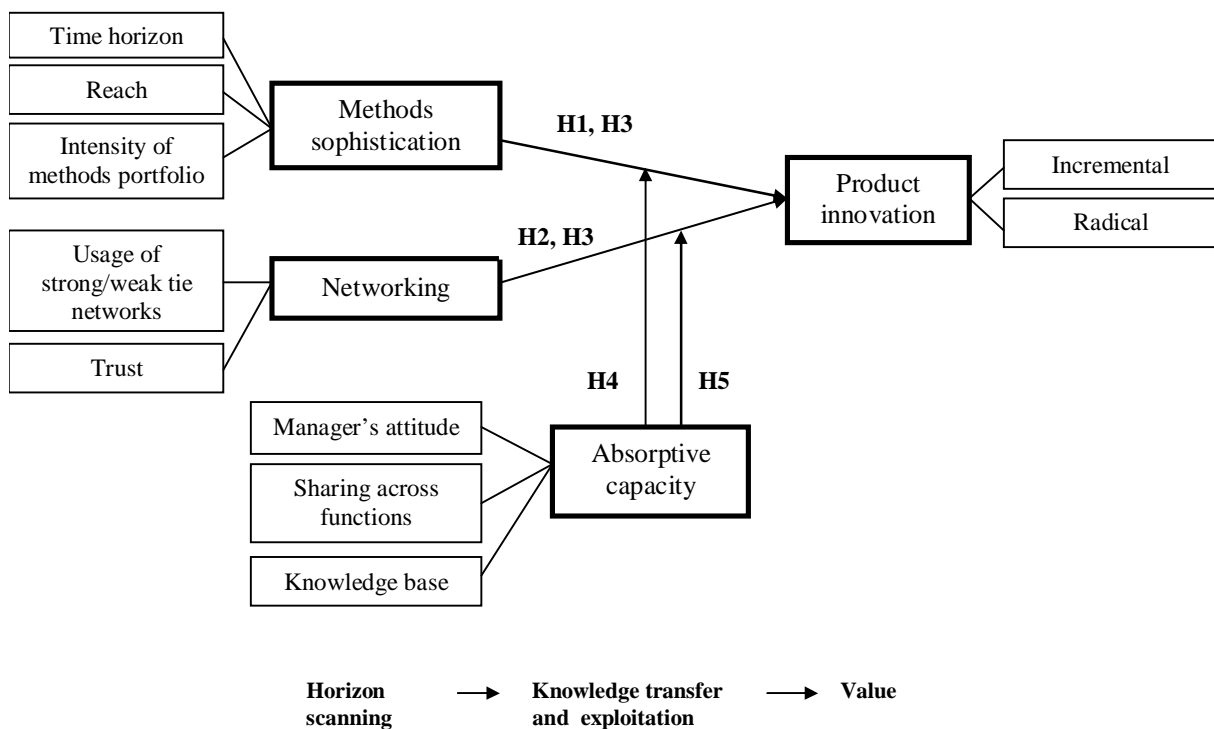 Time horizon
Reach
Intensity of
methods portfolio
Methods
sophistication
H1, H3
Product
innovation
Incremental
Radical
Usage of
strong/weak tie
networks
Trust
Networking
H2, H3
H4
H5
Manager’s attitude
Sharing across
functions
Knowledge base
Absorptive
capacity
Horizon
scanning
Knowledge transfer
and exploitation
Value